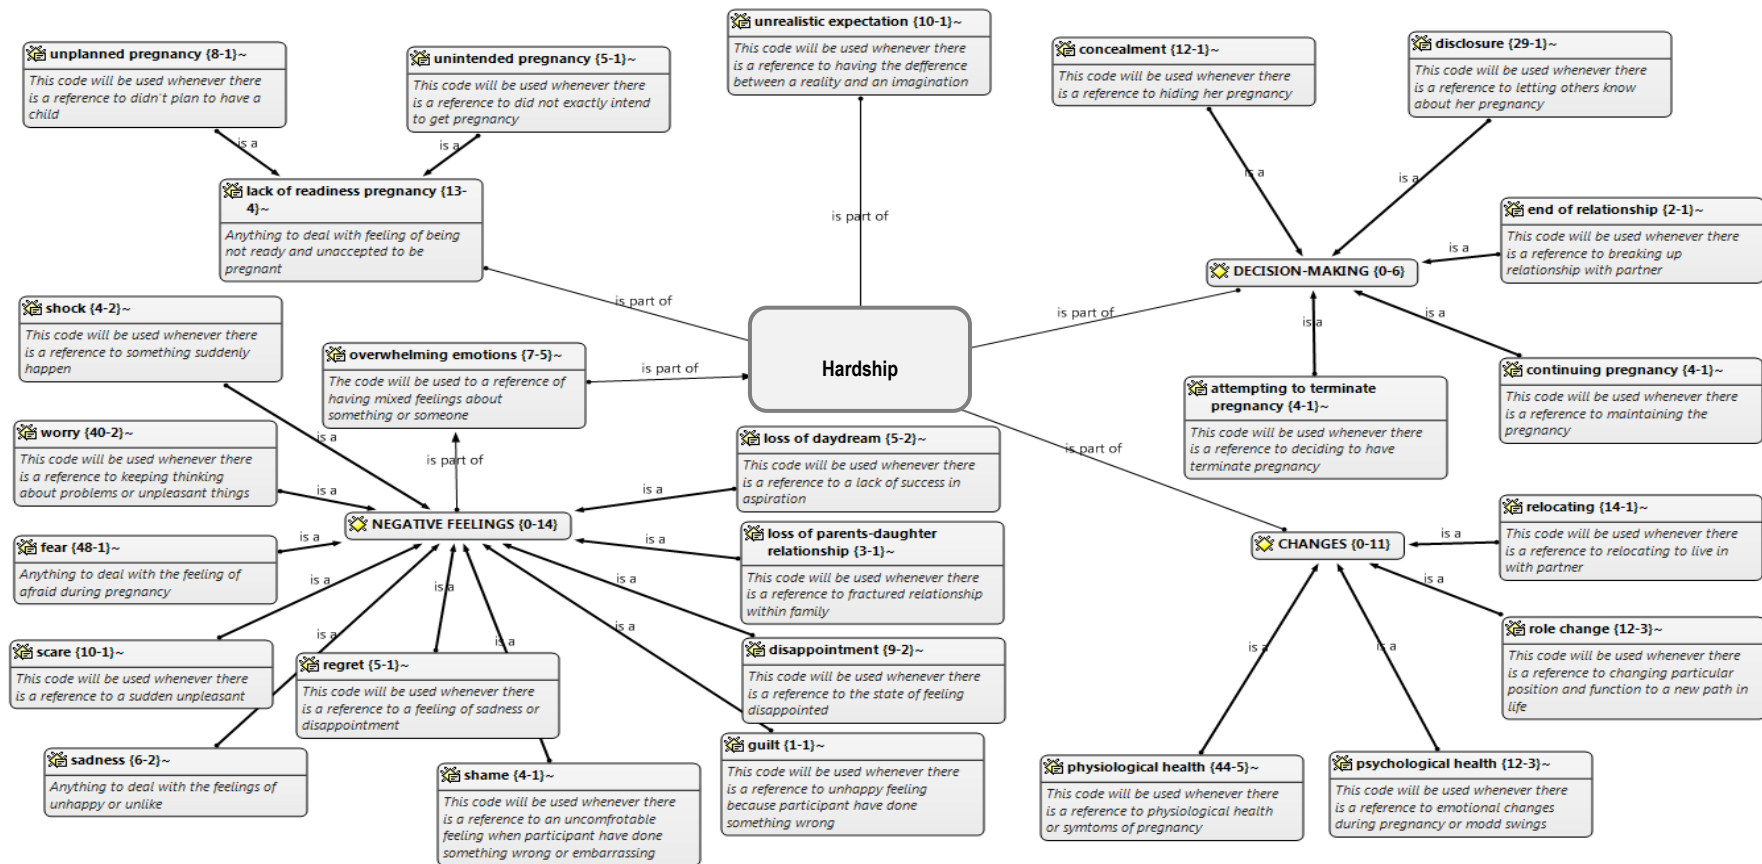 unrealistic expectation {10-1}~
This code will be used whenever there
is a reference to having the defference
between a reality and an imagination
unplanned pregnancy {8-1}~
This code will be used whenever there
is a reference to didn't plan to have a
child
unintended pregnancy {5-1}~
This code will be used whenever there
is a reference to did not exactly intend
to get pregnancy
concealment {12-1}~
This code will be used whenever there
is a reference to hiding her pregnancy
disclosure {29-1}~
This code will be used whenever there
is a reference to letting others know
about her pregnancy
is a
is a
lack of readiness pregnancy {13-
4}~
Anything to deal with feeling of being
not ready and unaccepted to be
pregnant
is part of
is a
is a
end of relationship {2-1}~
This code will be used whenever there
is a reference to breaking up
relationship with partner
is a
DECISION-MAKING {0-6}
is part of
is part of
is a
is a
shock {4-2}~
This code will be used whenever there
is a reference to something suddenly
happen
overwhelming emotions {7-5}~
The code will be used to a reference of
having mixed feelings about
something or someone
is part of
Hardship
attempting to terminate
pregnancy {4-1}~
This code will be used whenever there
is a reference to deciding to have
terminate pregnancy
continuing pregnancy {4-1}~
This code will be used whenever there
is a reference to maintaining the
pregnancy
worry {40-2}~
This code will be used whenever there
is a reference to keeping thinking
about problems or unpleasant things
is a
is part of
is a
loss of daydream {5-2}~
This code will be used whenever there
is a reference to a lack of success in
aspiration
is a
is part of
NEGATIVE FEELINGS {0-14}
fear {48-1}~
Anything to deal with the feeling of
afraid during pregnancy
is a
loss of parents-daughter
relationship {3-1}~
This code will be used whenever there
is a reference to fractured relationship
within family
is a
CHANGES {0-11}
relocating {14-1}~
This code will be used whenever there
is a reference to relocating to live in
with partner
is a
is a
is a
is a
is a
is a
is a
is a
scare {10-1}~
This code will be used whenever there
is a reference to a sudden unpleasant
regret {5-1}~
This code will be used whenever there
is a reference to a feeling of sadness or
disappointment
disappointment {9-2}~
This code will be used whenever there
is a reference to the state of feeling
disappointed
role change {12-3}~
This code will be used whenever there
is a reference to changing particular
position and function to a new path in
life
is a
is a
sadness {6-2}~
Anything to deal with the feelings of
unhappy or unlike
shame {4-1}~
This code will be used whenever there
is a reference to an uncomfrotable
feeling when participant have done
something wrong or embarrassing
guilt {1-1}~
This code will be used whenever there
is a reference to unhappy feeling
because participant have done
something wrong
physiological health {44-5}~
This code will be used whenever there
is a reference to physiological health
or symtoms of pregnancy
psychological health {12-3}~
This code will be used whenever there
is a reference to emotional changes
during pregnancy or modd swings